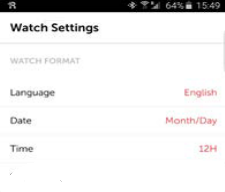 64% 15:49
Watch Settings
WATCH FORMAT
Language English
Date Month/Day
Time 12H